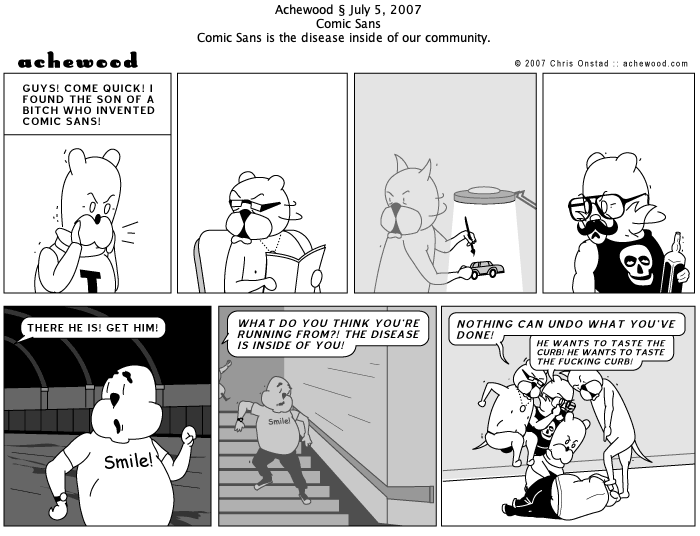 Achewood § July 5, 2007
Comic Sans
Comic Sans is the disease inside of our community.
achewood
© 2007 Chris Onstad :: achewood.com
GUYS! COME QUICK! I
FOUND THE SON OF A
BITCH WHO INVENTED
COMIC SANS!
T
THERE HE IS! GET HIM!
Smile!
WHAT DO YOU THINK YOU'RE
RUNNING FROM?! THE DISEASE
IS INSIDE OF YOU!
Smile!
NOTHING CAN UNDO WHAT YOU'VE
DONE!
HE WANTS TO TASTE THE
CURB! HE WANTS TO TASTE
THE FUCKING CURB!